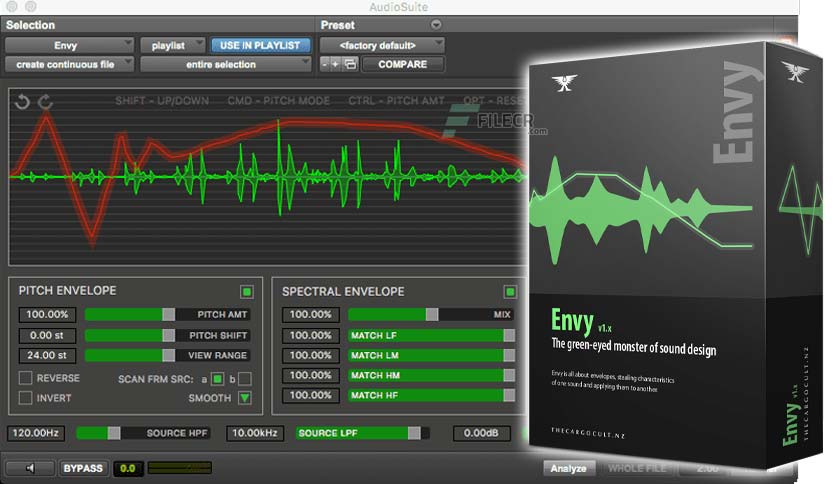 AudioSuite
Selection
Preset
Envy
playlist
USE IN PLAYLIST
<factory default>
create continuous file
entire selection
- +
COMPARE
SHIFT - UP/DOWN CMD - PITCH MODE CTRL - PITCH AMT OPT - RESE
FILECR
.com
PITCH ENVELOPE
100.00%
PITCH AMT
0.00 st
PITCH SHIFT
24.00 st
VIEW RANGE
REVERSE
SCAN FRM SRC: a b
INVERT
SMOOTH
SPECTRAL ENVELOPE
100.00%
MIX
100.00%
MATCH LF
100.00%
MATCH LM
100.00%
MATCH HM
100.00%
MATCH HF
120.00Hz
SOURCE HPF
10.00kHz
SOURCE LPF
0.00dB
BYPASS
0.0
Analyze
WHOLE FILE
2.00
Envy
Envy v1.x
The green-eyed monster of sound design
Envy is all about envelopes, stealing characteristics
of one sound and applying them to another.
THECARGOCULT.NZ
Envy v1.x
THECARGOCULT.NZ